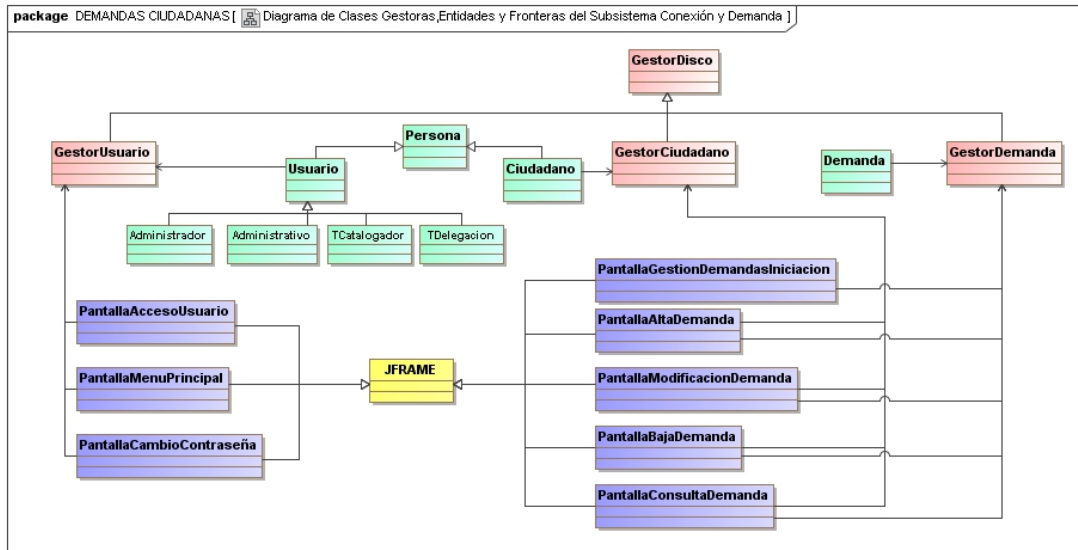 package DEMANDAS CIUDADANAS [ Diagrama de Clases Gestoras,Entidades y Fronteras del Subsistema Conexión y Demanda ]
GestorDisco
Persona
GestorUsuario
GestorCiudadano
GestorDemanda
Usuario
Ciudadano
Demanda
Administrador
Administrativo
TCatalogador
TDelegacion
PantallaGestionDemandasIniciacion
PantallaAccesoUsuario
PantallaAltaDemanda
JFRAME
PantallaMenuPrincipal
PantallaModificacionDemanda
PantallaBajaDemanda
PantallaCambioContraseña
PantallaConsultaDemanda